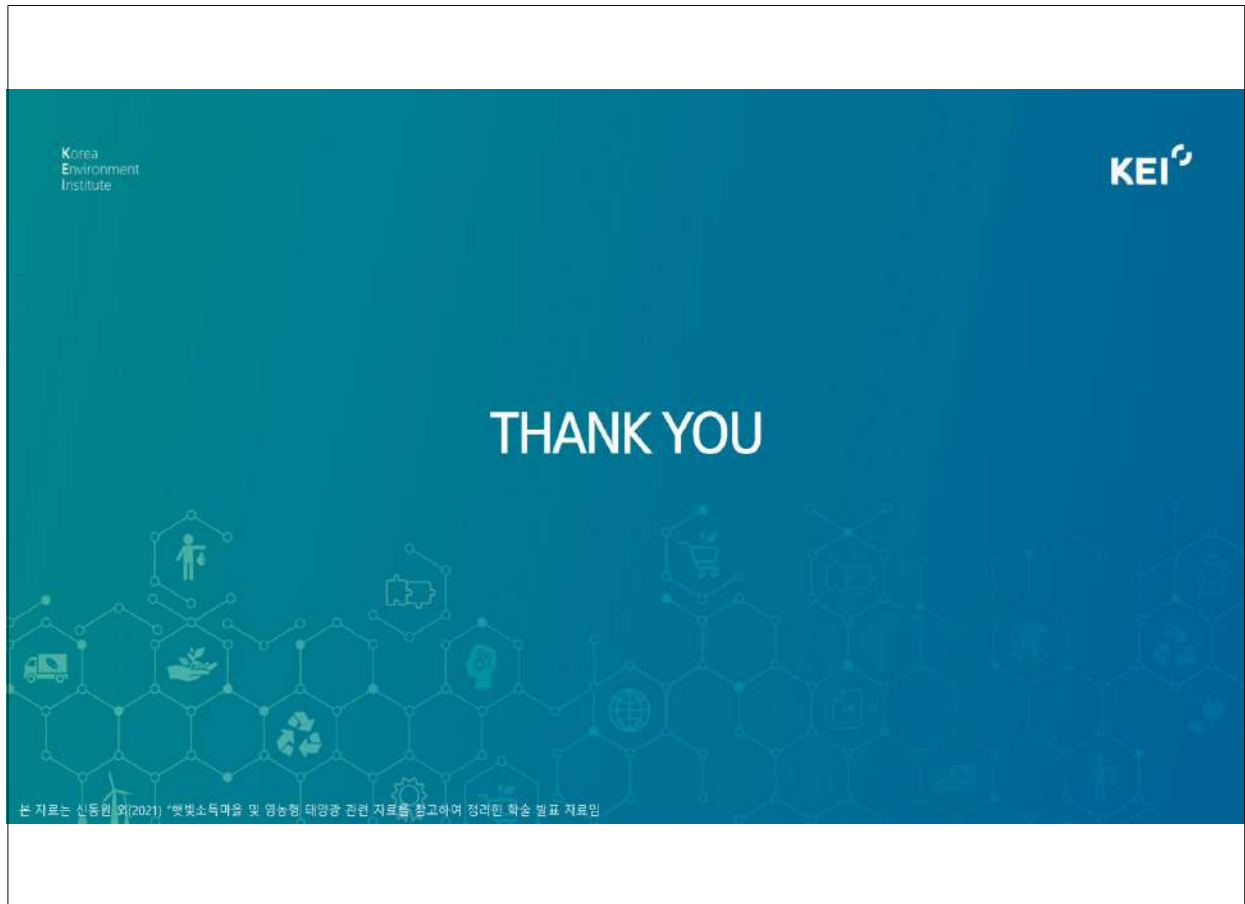 Korea
Environment
Institute
KEI
THANK YOU
본 자료는 신동원 외(2021) "햇빛소득마을 및 영농형 태양광 관련 자료를 참고하여 정리한 학술 발표 자료임